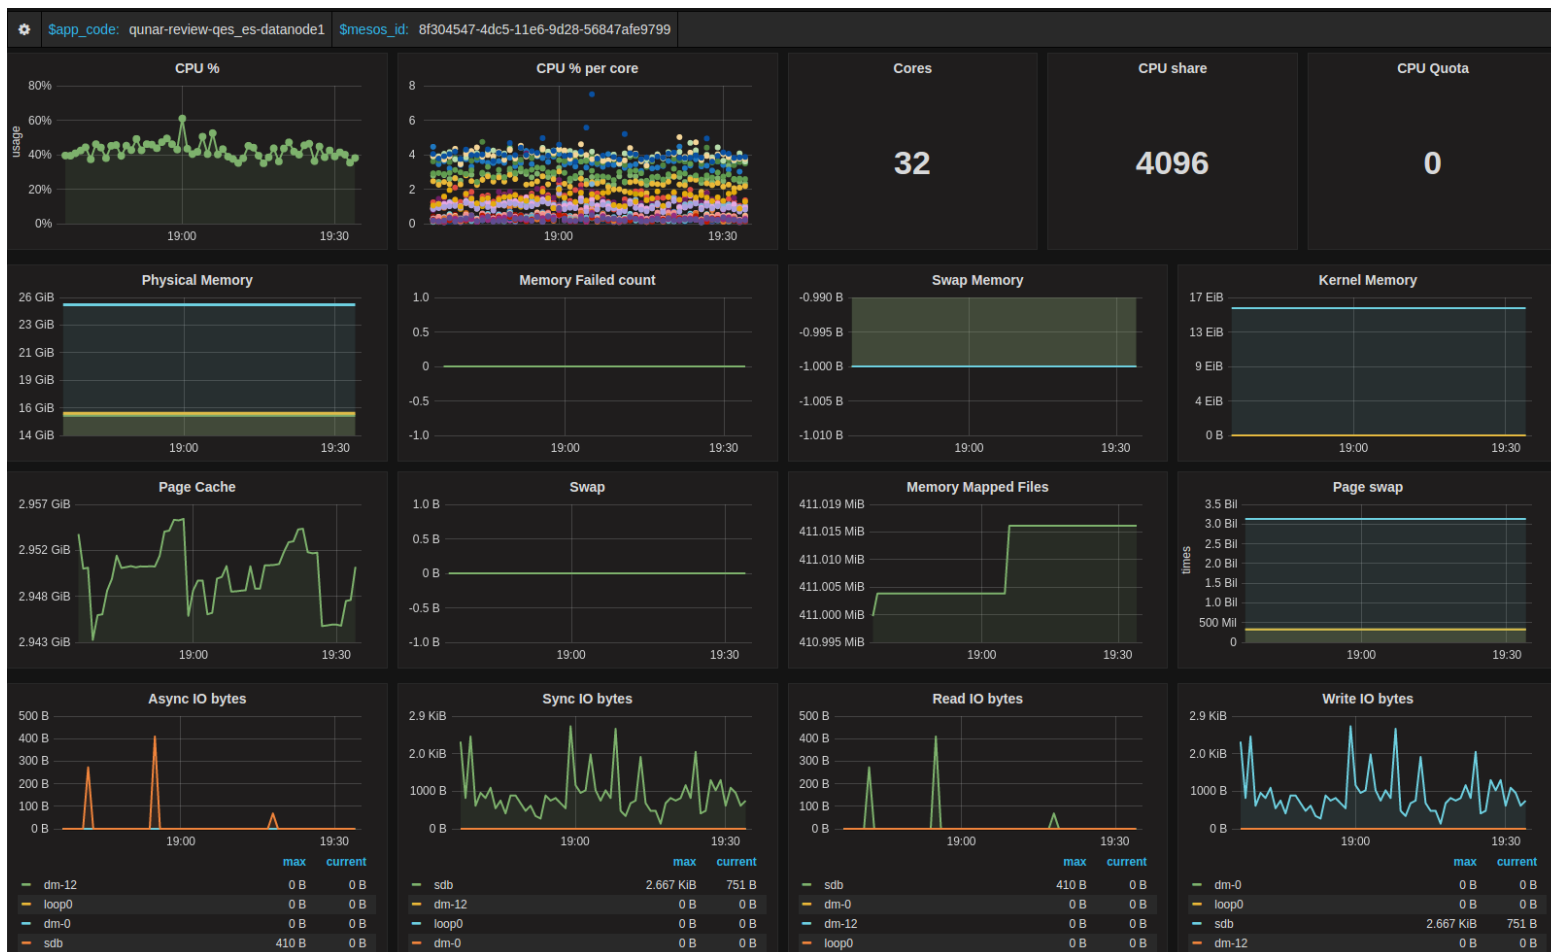 $app_code: qunar-review-qes_es-datanode1 $mesos_id: 8f304547-4dc5-11e6-9d28-56847afe9799
CPU %
80%
60%
40%
20%
0%
usage
19:00 19:30
CPU % per core
8
6
4
2
0
19:00 19:30
Cores
32
CPU share
4096
CPU Quota
0
Physical Memory
26 GiB
23 GiB
21 GiB
19 GiB
16 GiB
14 GiB
19:00 19:30
Memory Failed count
1.0
0.5
0
-0.5
-1.0
19:00 19:30
Swap Memory
-0.990 B
-0.995 B
-1.000 B
-1.005 B
-1.010 B
19:00 19:30
Kernel Memory
17 EiB
13 EiB
9 EiB
4 EiB
0 B
19:00 19:30
Page Cache
2.957 GiB
2.952 GiB
2.948 GiB
2.943 GiB
19:00 19:30
Swap
1.0 B
0.5 B
0 B
-0.5 B
-1.0 B
19:00 19:30
Memory Mapped Files
411.019 MiB
411.015 MiB
411.010 MiB
411.005 MiB
411.000 MiB
410.995 MiB
19:00 19:30
Page swap
3.5 Bil
3.0 Bil
2.5 Bil
2.0 Bil
1.5 Bil
1.0 Bil
500 Mil
0
times
19:00 19:30
Async IO bytes
500 B
400 B
300 B
200 B
100 B
0 B
19:00 19:30
max current
dm-12 0 B 0 B
loop0 0 B 0 B
dm-0 0 B 0 B
sdb 410 B 0 B
Sync IO bytes
2.9 KiB
2.0 KiB
1000 B
0 B
19:00 19:30
max current
sdb 2.667 KiB 751 B
dm-12 0 B 0 B
loop0 0 B 0 B
dm-0 0 B 0 B
Read IO bytes
500 B
400 B
300 B
200 B
100 B
0 B
19:00 19:30
max current
sdb 410 B 0 B
dm-0 0 B 0 B
dm-12 0 B 0 B
loop0 0 B 0 B
Write IO bytes
2.9 KiB
2.0 KiB
1000 B
0 B
19:00 19:30
max current
dm-0 0 B 0 B
loop0 0 B 0 B
sdb 2.667 KiB 751 B
dm-12 0 B 0 B